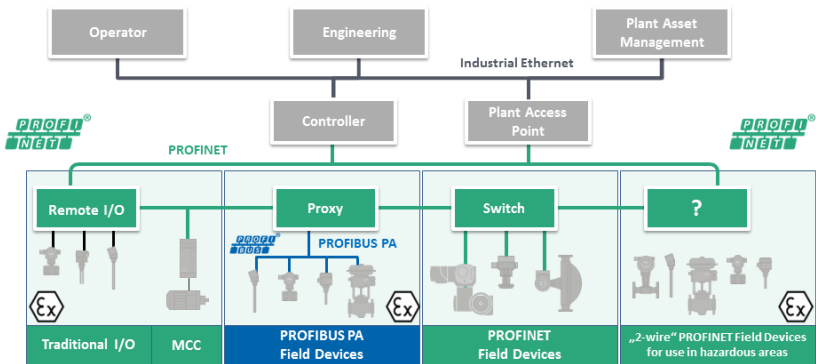 Operator
Engineering
Plant Asset
Management
Industrial Ethernet
Controller
Plant Access
Point
PROFI
NET
®
PROFINET
PROFI
NET
®
Remote I/O
Proxy
Switch
?
PROFI
BUS
®
PROFIBUS PA
Ex
Ex
Ex
Traditional I/O
MCC
PROFIBUS PA
Field Devices
PROFINET
Field Devices
„2-wire“ PROFINET Field Devices
for use in hazardous areas